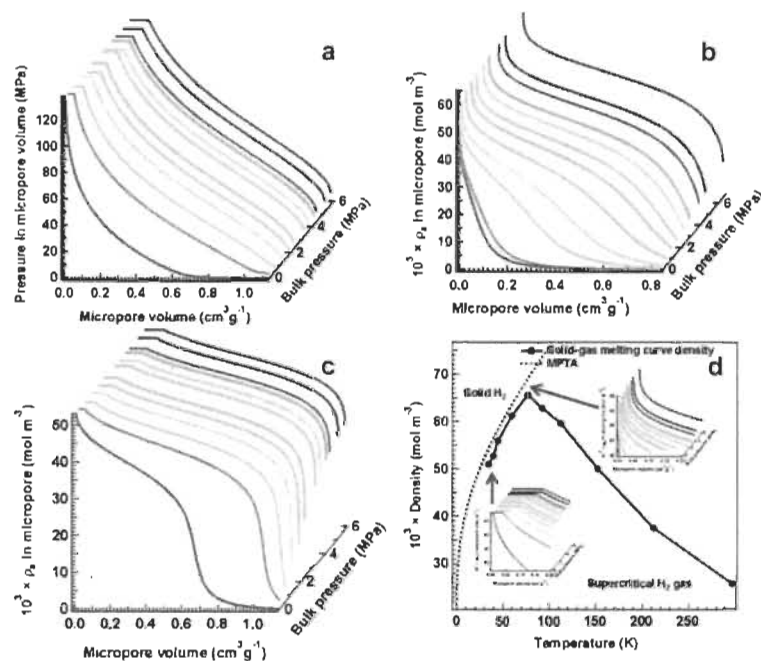 a
Pressure in micropore volume (MPa)
120
100
80
60
40
20
0
0.0 0.2 0.4 0.6 0.8 1.0
Micropore volume (cm³g⁻¹)
0 2 4 6
Bulk pressure (MPa)
b
10³ × ρₐ in micropore (mol m⁻³)
60
50
40
30
20
10
0
0.0 0.2 0.4 0.6 0.8
Micropore volume (cm³g⁻¹)
0 2 4 6
Bulk pressure (MPa)
c
10³ × ρₐ in micropore (mol m⁻³)
50
40
30
20
10
0
0.0 0.2 0.4 0.6 0.8 1.0
Micropore volume (cm³g⁻¹)
0 2 4 6
Bulk pressure (MPa)
d
Solid-gas melting curve density
MPTA
Solid H₂
10³ × Density (mol m⁻³)
70
60
50
40
30
Supercritical H₂ gas
0 50 100 150 200 250
Temperature (K)